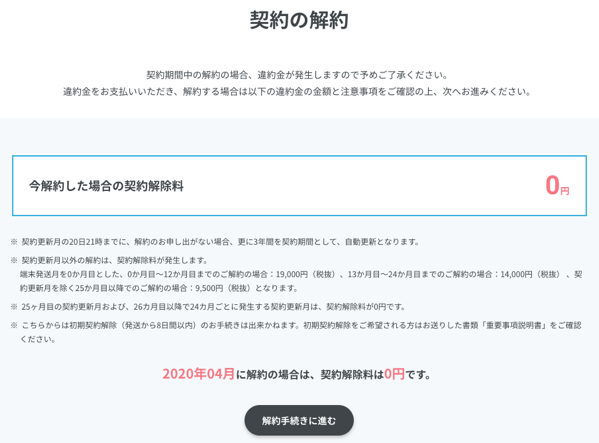 契約の解約
契約期間中の解約の場合、違約金が発生しますので予めご了承ください。
違約金をお支払いいただき、解約する場合は以下の違約金の金額と注意事項をご確認の上、次へお進みください。
今解約した場合の契約解除料 0円
※ 契約更新月の20日21時までに、解約のお申し出がない場合、更に3年間を契約期間として、自動更新となります。
※ 契約更新月以外の解約は、契約解除料が発生します。
端末発送月を0か月目とした、0か月目〜12か月目までのご解約の場合：19,000円（税抜）、13か月目〜24か月目までのご解約の場合：14,000円（税抜） 、契
約更新月を除く25か月目以降でのご解約の場合：9,500円（税抜）となります。
※ 25ヶ月目の契約更新月および、26カ月目以降で24カ月ごとに発生する契約更新月は、契約解除料が0円です。
※ こちらからは初期契約解除（発送から8日間以内）のお手続きは出来かねます。初期契約解除をご希望される方はお送りした書類「重要事項説明書」をご確認
ください。
2020年04月に解約の場合は、契約解除料は0円です。
解約手続きに進む